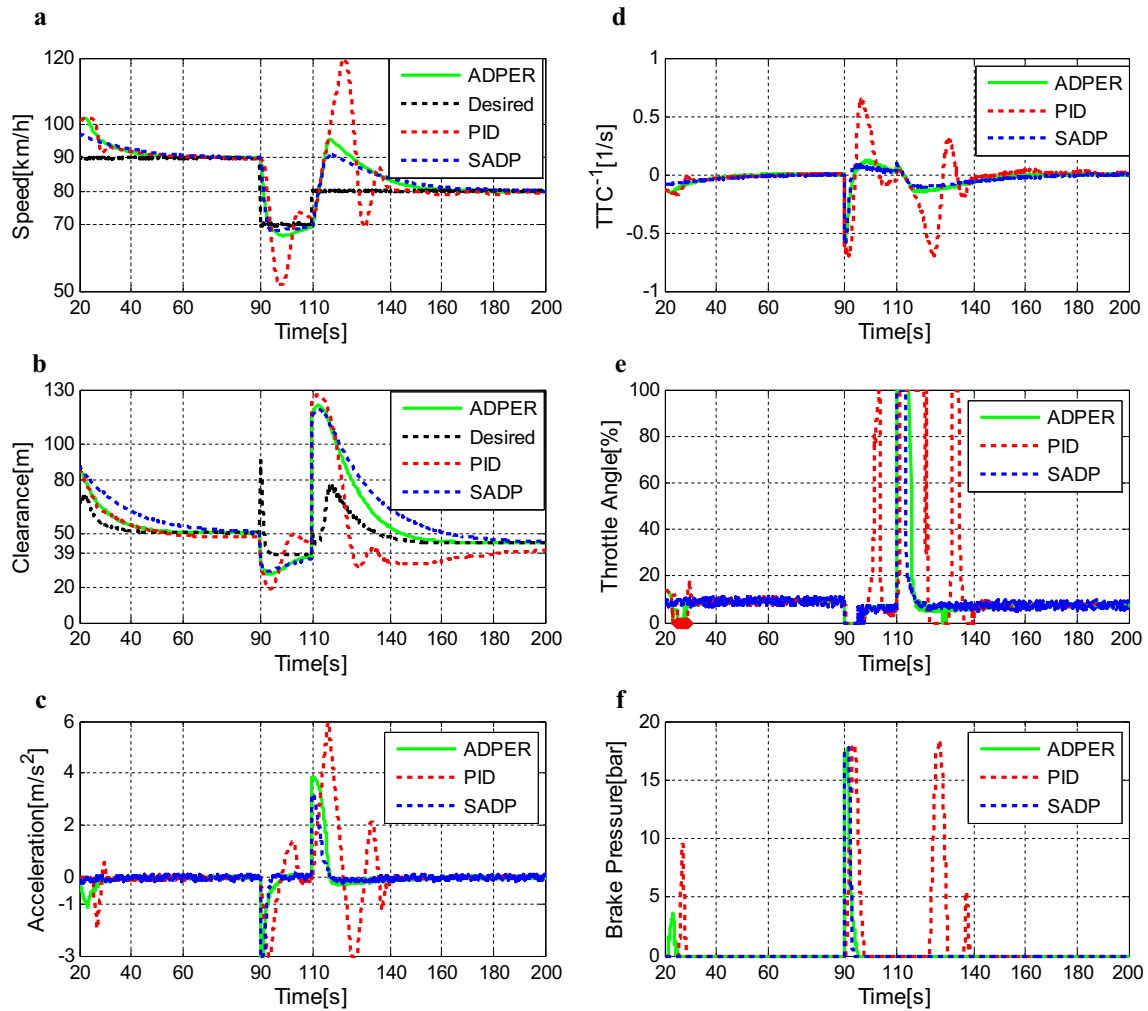 a
Speed[km/h]
120
100
90
80
70
50
20 40 60 90 110 140 160 180 200
Time[s]
ADPER
Desired
PID
SADP
b
Clearance[m]
130
100
80
50
39
20
0
20 40 60 90 110 140 160 180 200
Time[s]
ADPER
Desired
PID
SADP
c
Acceleration[m/s²]
6
4
2
0
-1
-3
20 40 60 90 110 140 160 180 200
Time[s]
ADPER
PID
SADP
d
TTC⁻¹ [1/s]
1
0.5
0
-0.5
-1
20 40 60 90 110 140 160 180 200
Time[s]
ADPER
PID
SADP
e
Throttle Angle[%]
100
80
60
40
20
10
0
20 40 60 90 110 140 160 180 200
Time[s]
ADPER
PID
SADP
f
Brake Pressure[bar]
20
15
10
5
0
20 40 60 90 110 140 160 180 200
Time[s]
ADPER
PID
SADP